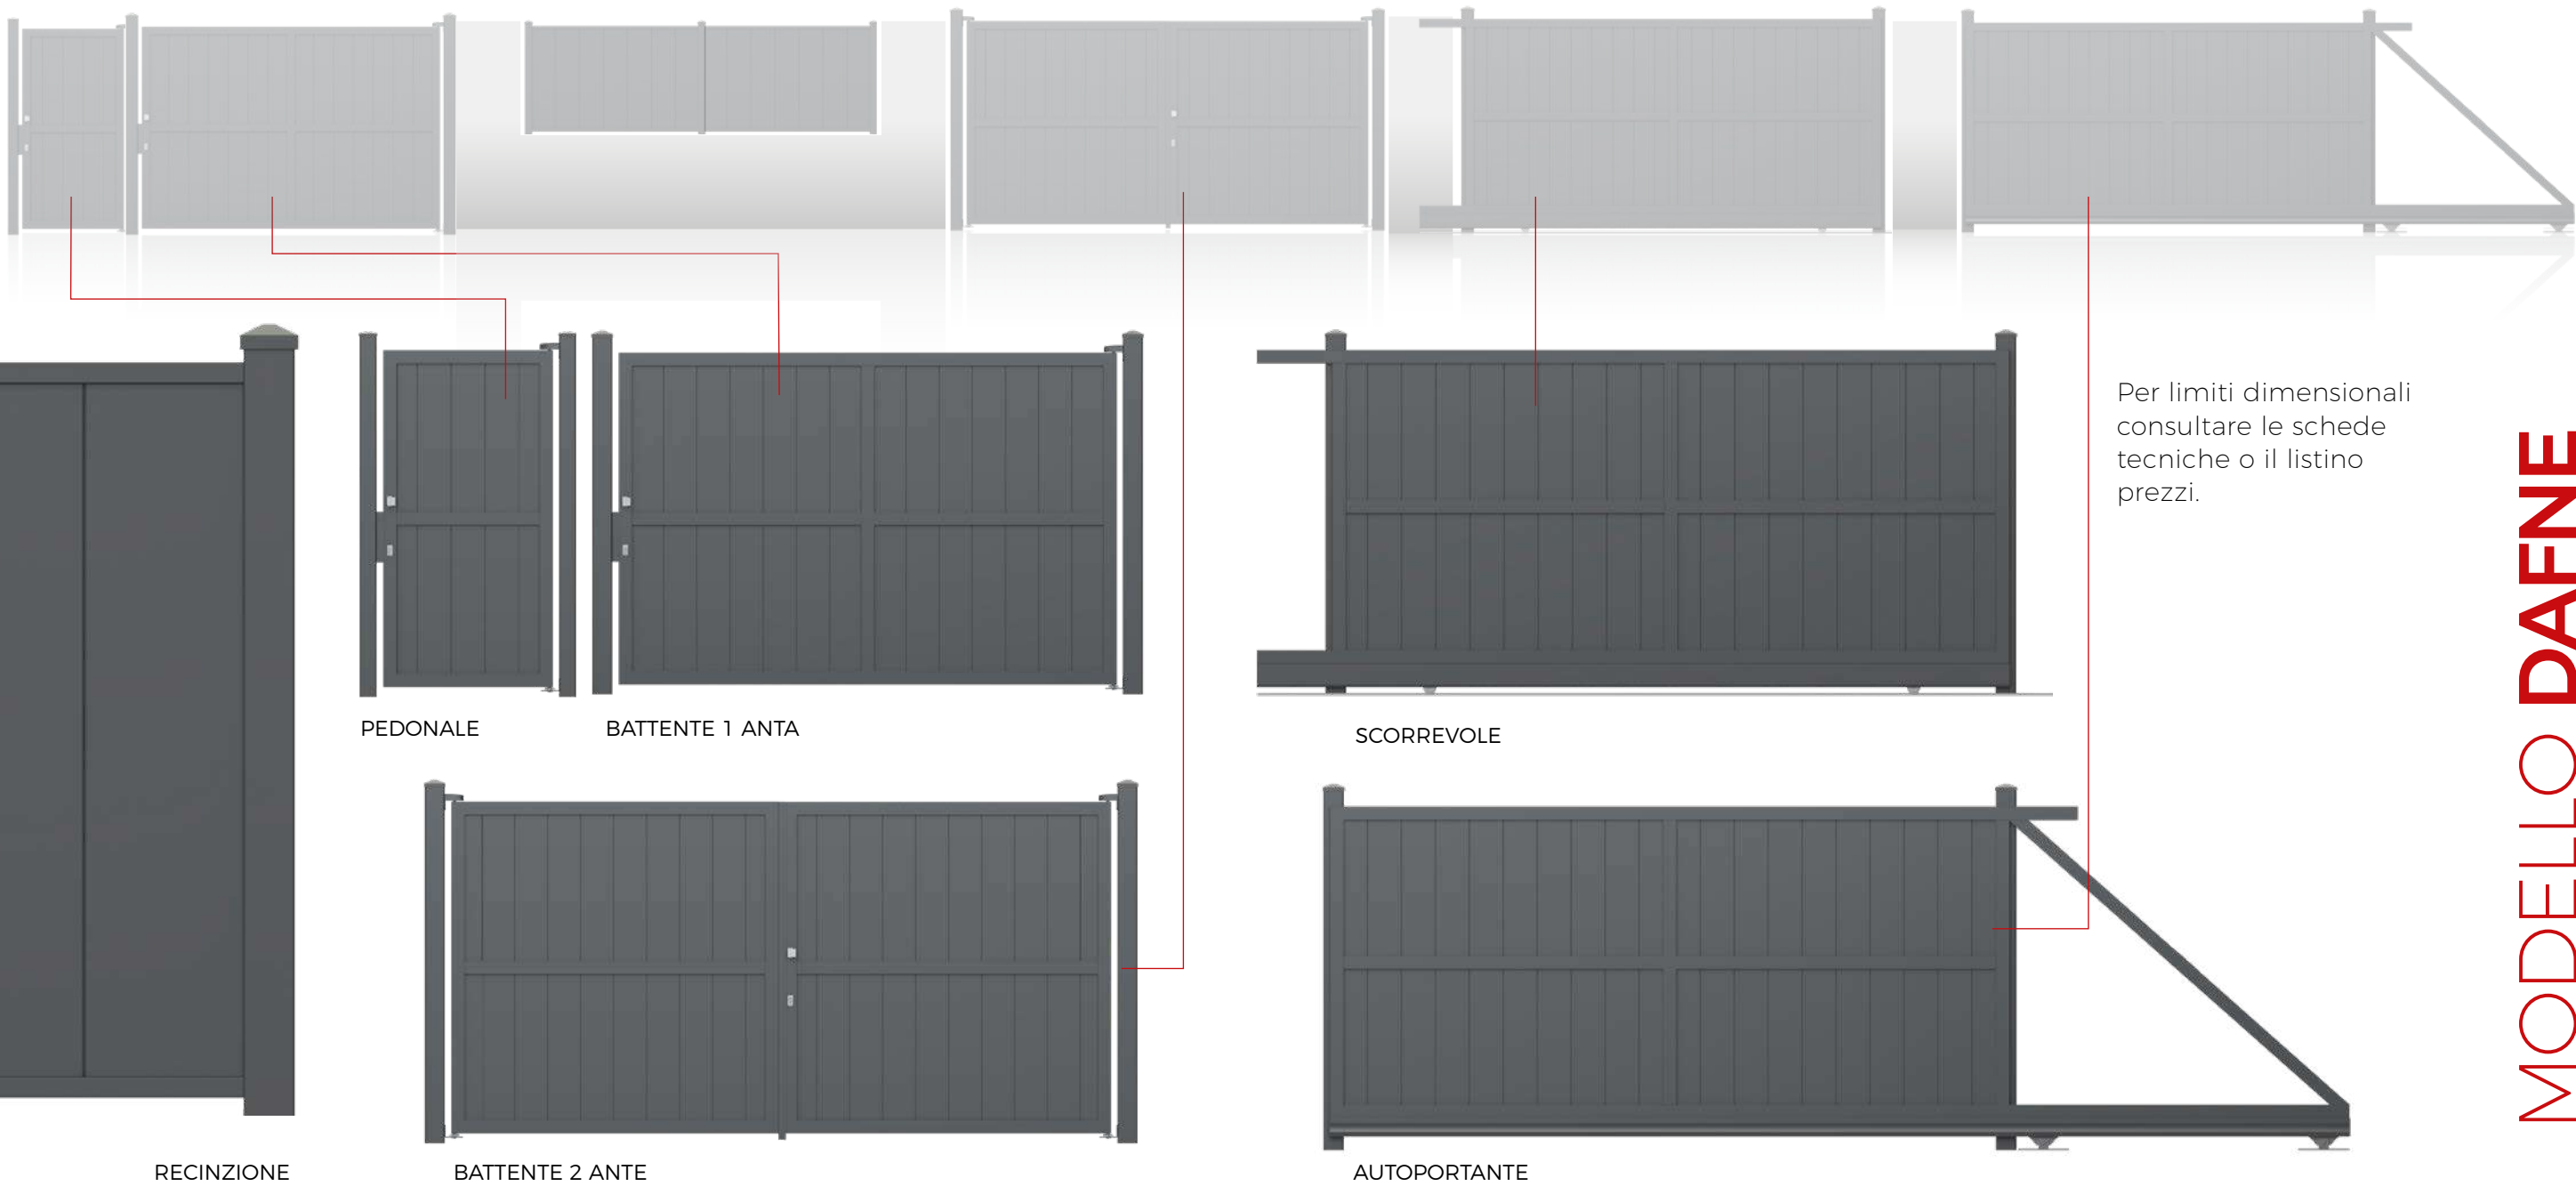 Per limiti dimensionali
consultare le schede
tecniche o il listino
prezzi.
PEDONALE
BATTENTE 1 ANTA
SCORREVOLE
RECINZIONE
BATTENTE 2 ANTE
AUTOPORTANTE
MODELLO DAFNE